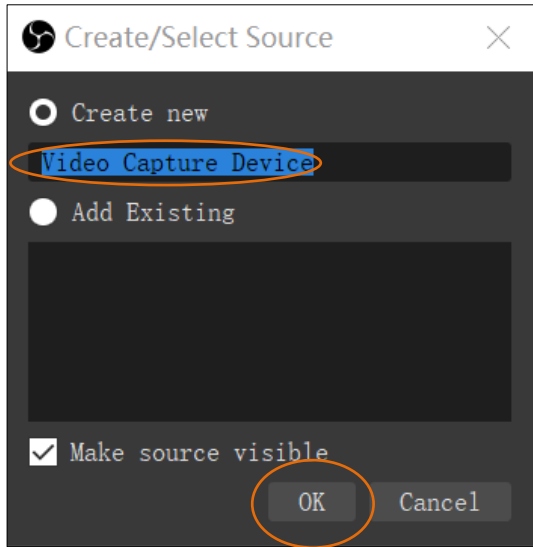 Create/Select Source
Create new
Video Capture Device
Add Existing
Make source visible
OK Cancel